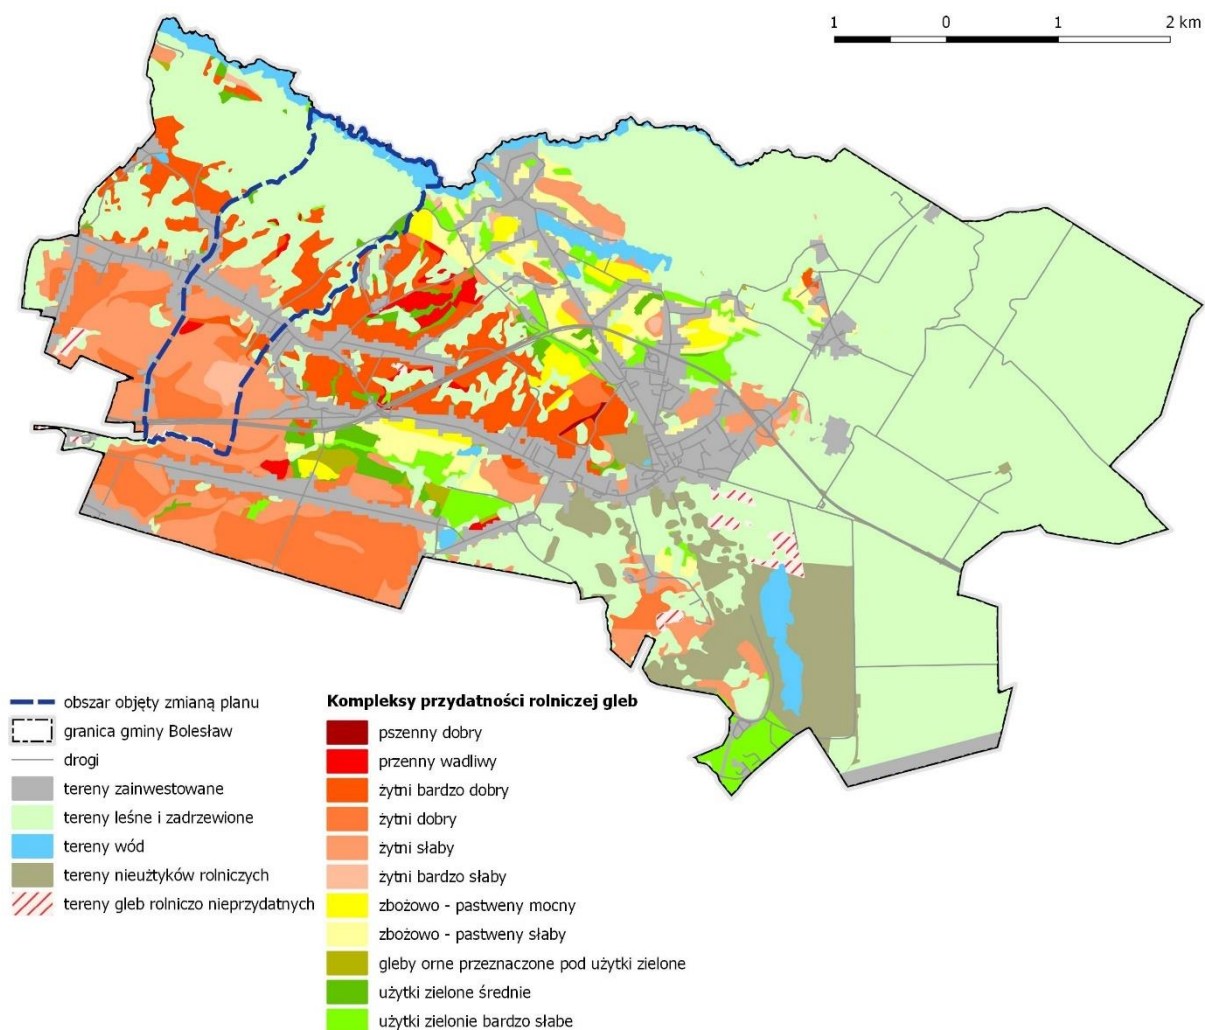 1 0 1 2 km
obszar objęty zmianą planu
granica gminy Bolesław
drogi
tereny zainwestowane
tereny leśne i zadrzewione
tereny wód
tereny nieużytków rolniczych
tereny gleb rolniczo nieprzydatnych
Kompleksy przydatności rolniczej gleb
pszenny dobry
przenny wadliwy
żytni bardzo dobry
żytni dobry
żytni słaby
żytni bardzo słaby
zbożowo - pastweny mocny
zbożowo - pastweny słaby
gleby orne przeznaczone pod użytki zielone
użytki zielone średnie
użytki zielonie bardzo słabe